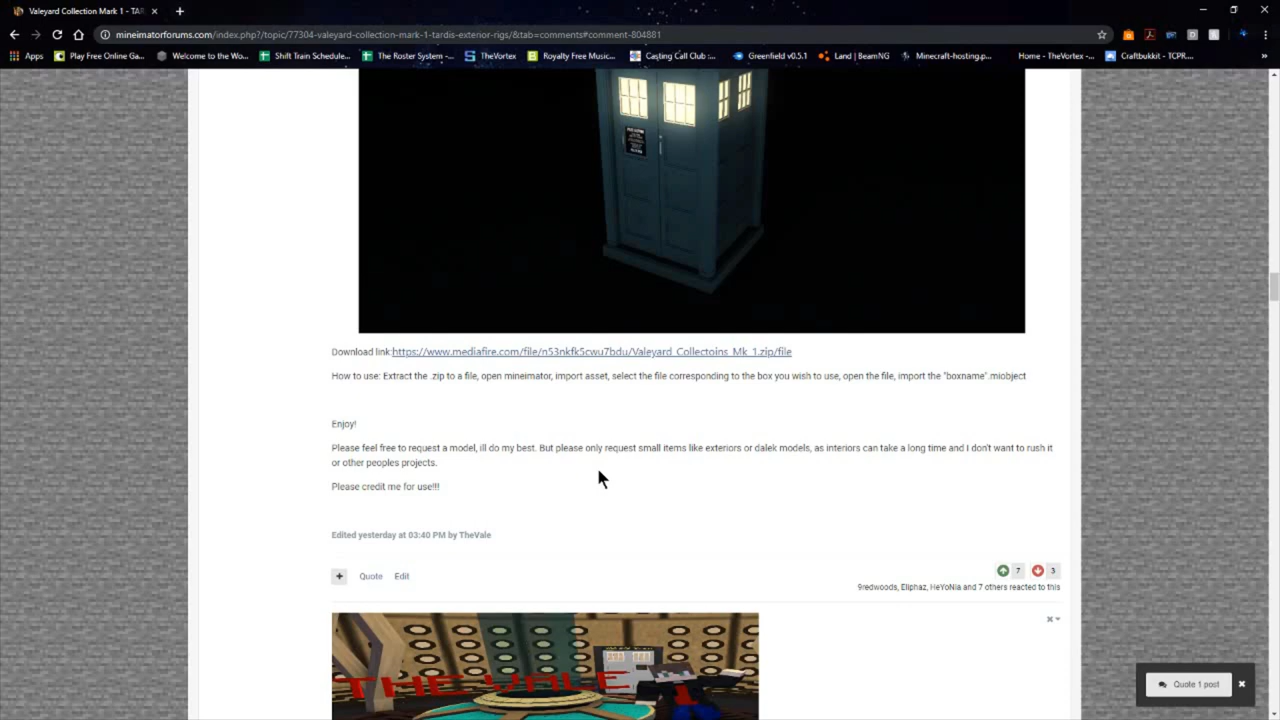 Valeyard Collection Mark 1 - TAR
mineimatorforums.com/index.php?/topic/77304-valeyard-collection-mark-1-tardis-exterior-rigs/&tab=comments#comment-804881
Apps
Play Free Online Ga...
Welcome to the Wo...
Shift Train Schedule...
The Roster System -...
TheVortex
Royalty Free Music...
Casting Call Club :...
Greenfield v0.5.1
Land | BeamNG
Minecraft-hosting.p...
Home - TheVortex -...
Craftbukkit - TCPR...
»
Download link:https://www.mediafire.com/file/n53nkfk5cwu7bdu/Valeyard_Collectoins_Mk_1.zip/file
How to use: Extract the .zip to a file, open mineimator, import asset, select the file corresponding to the box you wish to use, open the file, import the "boxname".miobject
Enjoy!
Please feel free to request a model, ill do my best. But please only request small items like exteriors or dalek models, as interiors can take a long time and I don't want to rush it
or other peoples projects.
Please credit me for use!!!
Edited yesterday at 03:40 PM by TheVale
+ Quote Edit
7 3
9redwoods, Eliphaz, HeYoNia and 7 others reacted to this
THE VALE
Quote 1 post